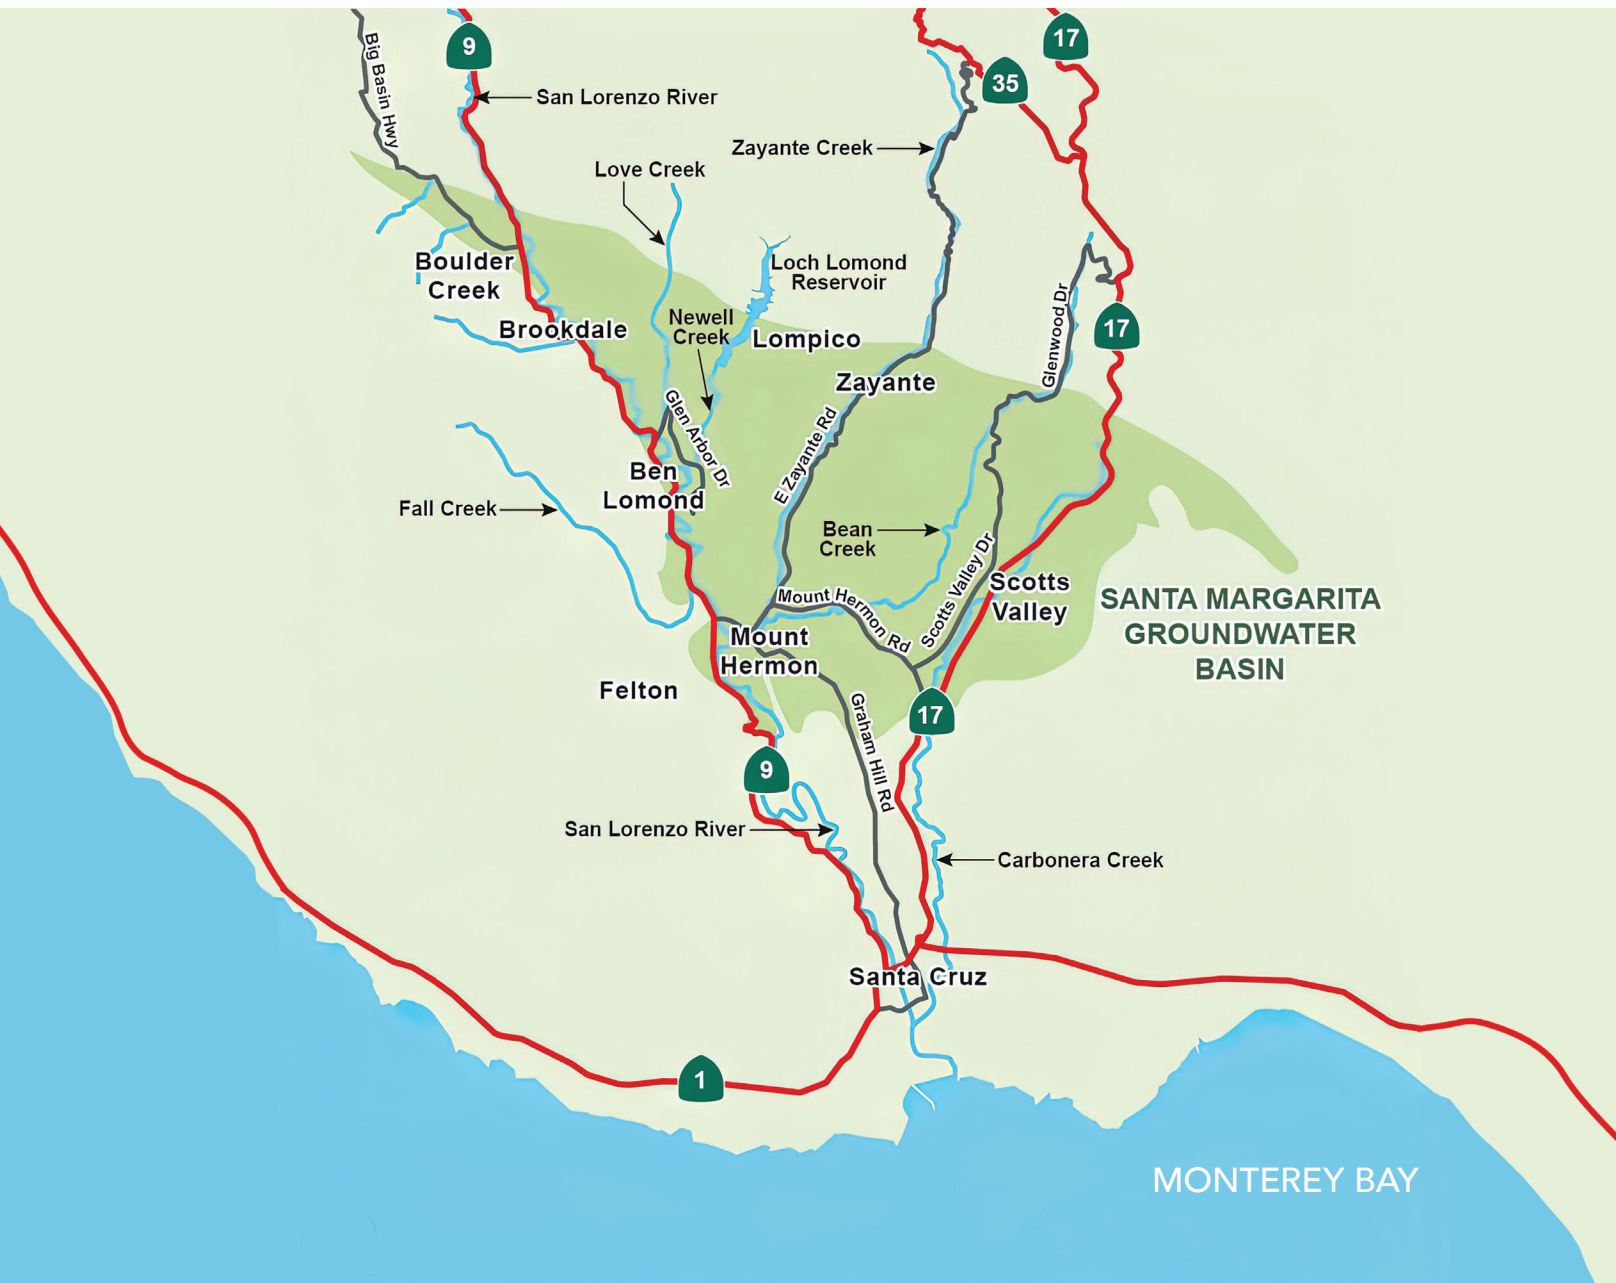 9
17
Big Basin Hwy
35
San Lorenzo River
Zayante Creek
Love Creek
Loch Lomond
Reservoir
Boulder
Creek
Glenwood Dr
Newell
Creek
17
Brookdale
Lompico
Zayante
Glen Arbor Dr
E Zayante Rd
Ben
Lomond
Fall Creek
Bean
Creek
Scotts Valley Dr
Scotts
Valley
Mount Hermon Rd
SANTA MARGARITA
GROUNDWATER
BASIN
Mount
Hermon
Felton
Graham Hill Rd
17
9
San Lorenzo River
Carbonera Creek
Santa Cruz
1
MONTEREY BAY